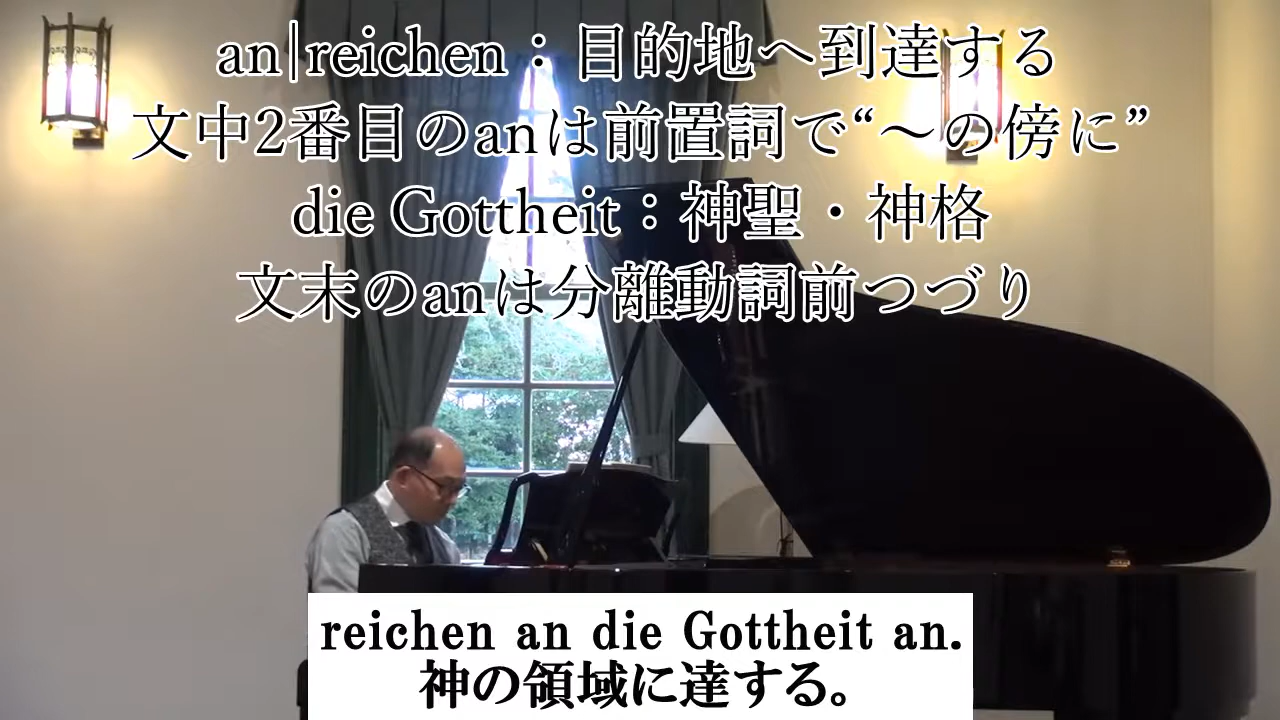 an|reichen：目的地へ到達する
文中2番目のanは前置詞で“～の傍に”
die Gottheit：神聖・神格
文末のanは分離動詞前つづり
reichen an die Gottheit an.
神の領域に達する。